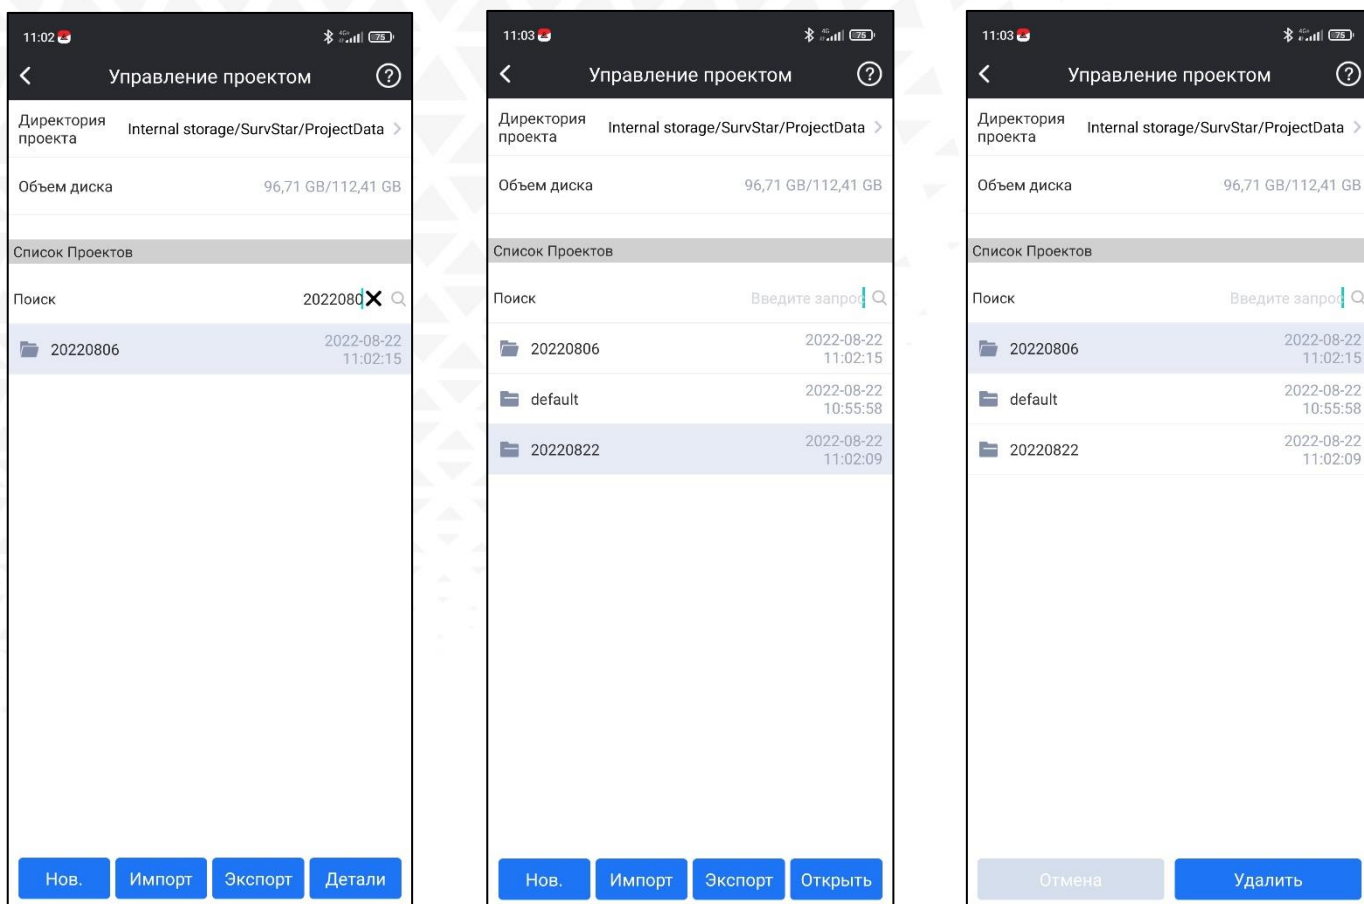 11:02
75
Управление проектом
?
Директория
проекта
Internal storage/SurvStar/ProjectData
Объем диска
96,71 GB/112,41 GB
Список Проектов
Поиск
2022080
20220806
2022-08-22
11:02:15
Нов.
Импорт
Экспорт
Детали
11:03
75
Управление проектом
?
Директория
проекта
Internal storage/SurvStar/ProjectData
Объем диска
96,71 GB/112,41 GB
Список Проектов
Поиск
Введите запрос
20220806
2022-08-22
11:02:15
default
2022-08-22
10:55:58
20220822
2022-08-22
11:02:09
Нов.
Импорт
Экспорт
Открыть
11:03
75
Управление проектом
?
Директория
проекта
Internal storage/SurvStar/ProjectData
Объем диска
96,71 GB/112,41 GB
Список Проектов
Поиск
Введите запрос
20220806
2022-08-22
11:02:15
default
2022-08-22
10:55:58
20220822
2022-08-22
11:02:09
Отмена
Удалить